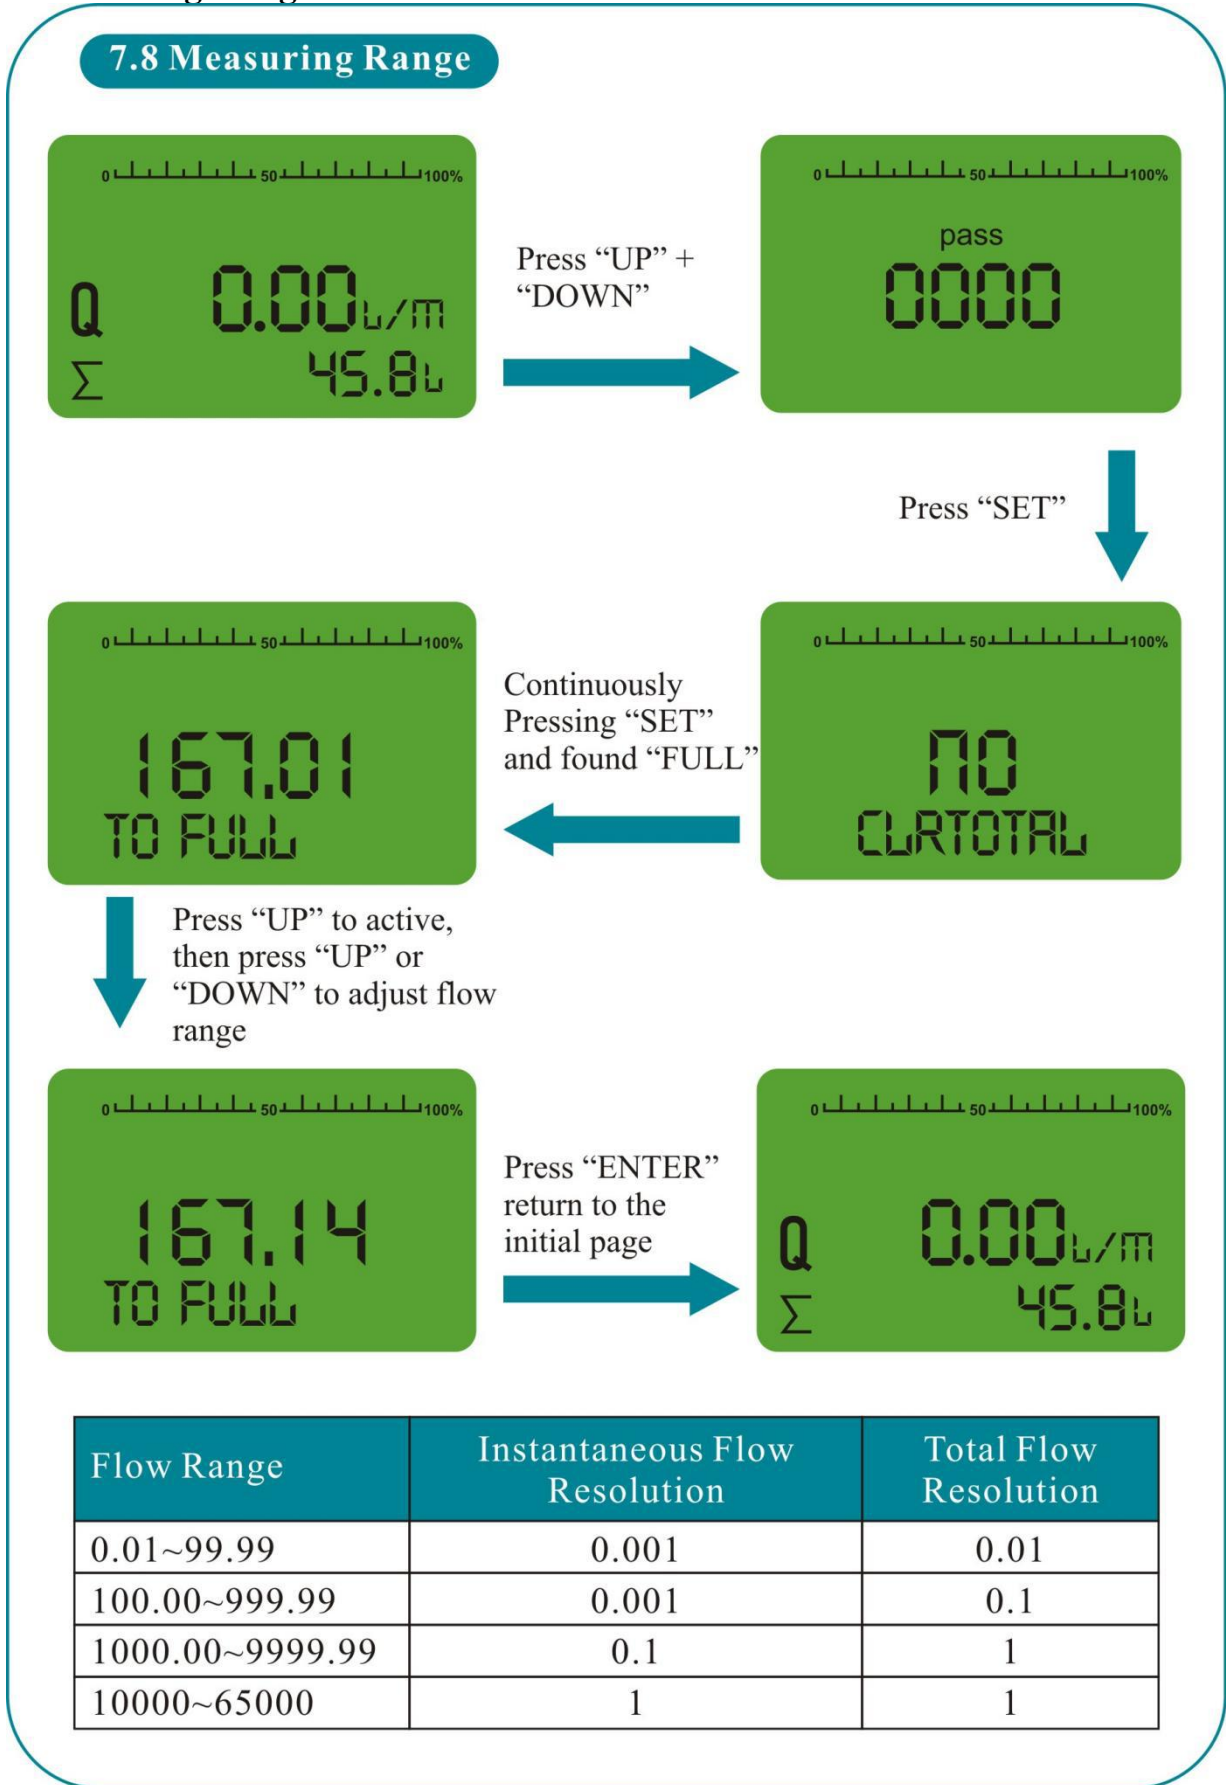 7.8 Measuring Range
0 50 100%
Q 0.00 L/m
Σ 45.8 L
Press “UP” +
“DOWN”
0 50 100%
pass
0000
Press “SET”
0 50 100%
NO
CLRTOTAL
Continuously
Pressing “SET”
and found “FULL”
0 50 100%
167.01
TO FULL
Press “UP” to active,
then press “UP” or
“DOWN” to adjust flow
range
0 50 100%
167.14
TO FULL
Press “ENTER”
return to the
initial page
0 50 100%
Q 0.00 L/m
Σ 45.8 L
Flow Range
Instantaneous Flow
Resolution
Total Flow
Resolution
0.01~99.99 0.001 0.01
100.00~999.99 0.001 0.1
1000.00~9999.99 0.1 1
10000~65000 1 1